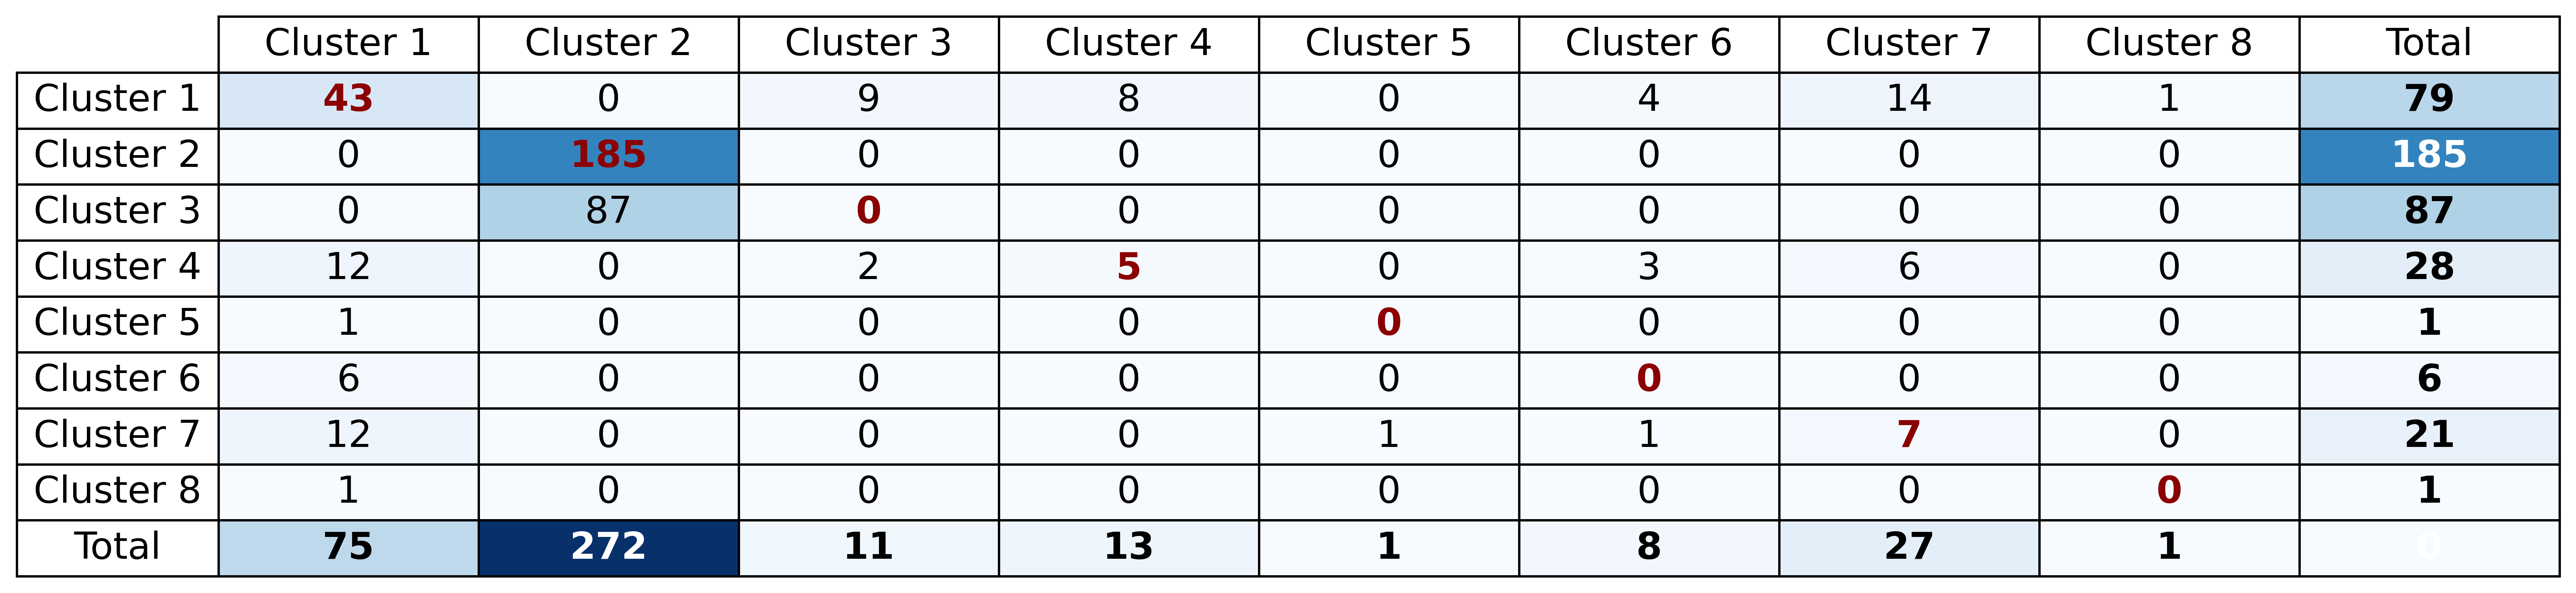 Cluster 1 Cluster 2 Cluster 3 Cluster 4 Cluster 5 Cluster 6 Cluster 7 Cluster 8 Total
Cluster 1 43 0 9 8 0 4 14 1 79
Cluster 2 0 185 0 0 0 0 0 0 185
Cluster 3 0 87 0 0 0 0 0 0 87
Cluster 4 12 0 2 5 0 3 6 0 28
Cluster 5 1 0 0 0 0 0 0 0 1
Cluster 6 6 0 0 0 0 0 0 0 6
Cluster 7 12 0 0 0 1 1 7 0 21
Cluster 8 1 0 0 0 0 0 0 0 1
Total 75 272 11 13 1 8 27 1 0